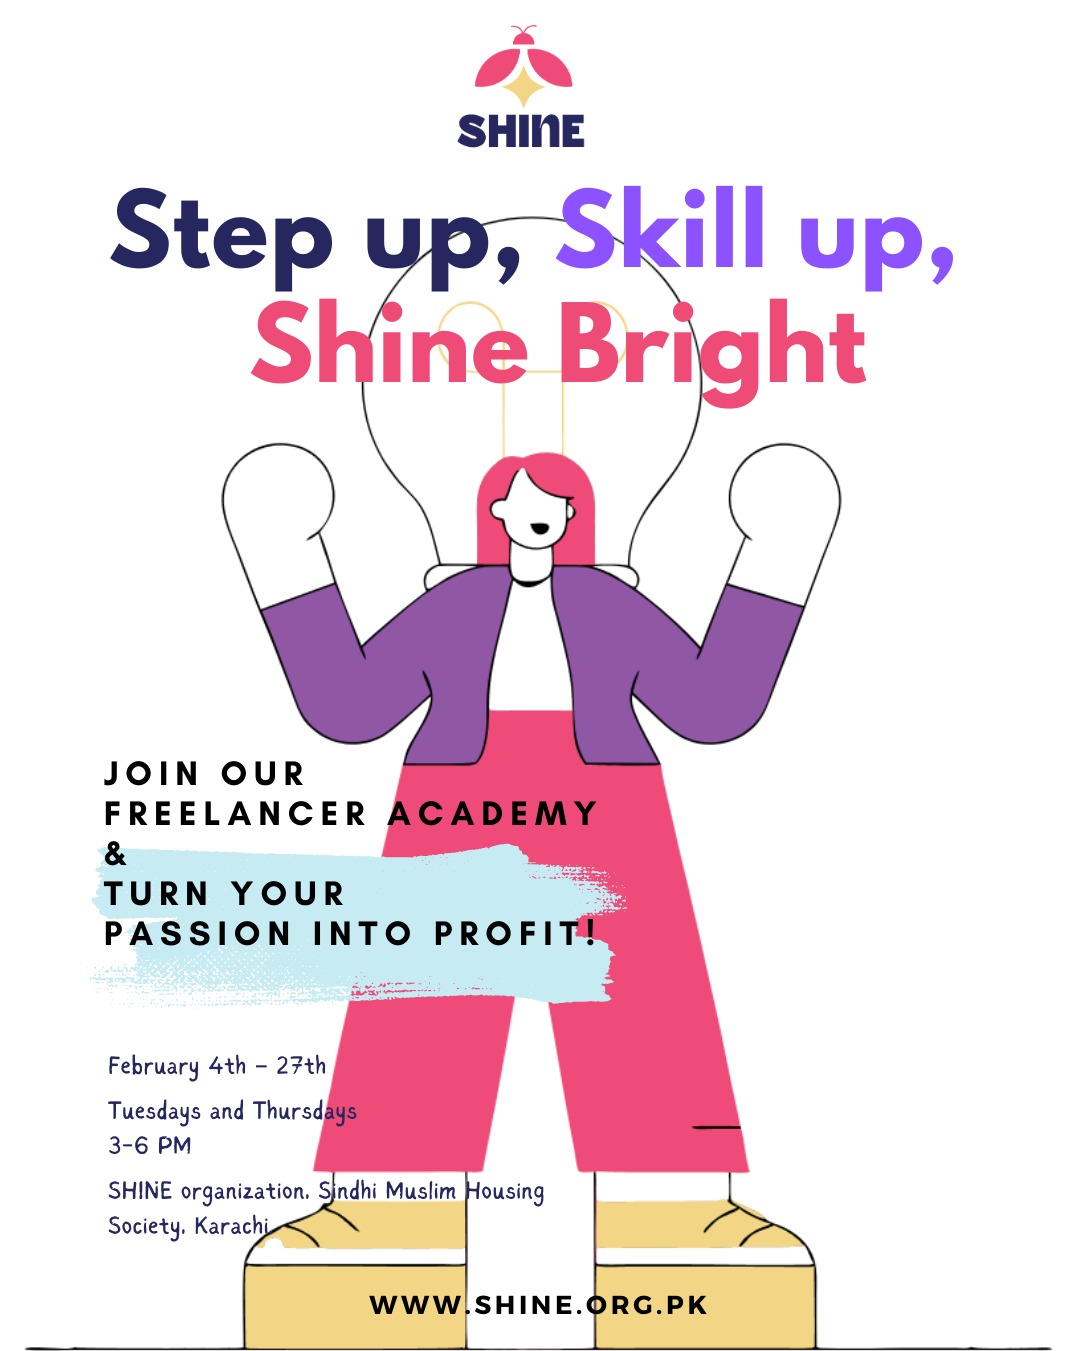 SHINE
Step up, Skill up,
Shine Bright
JOIN OUR
FREELANCER ACADEMY
&
TURN YOUR
PASSION INTO PROFIT!
February 4th - 27th
Tuesdays and Thursdays
3-6 PM
SHINE organization, Sindhi Muslim Housing
Society, Karachi
WWW.SHINE.ORG.PK